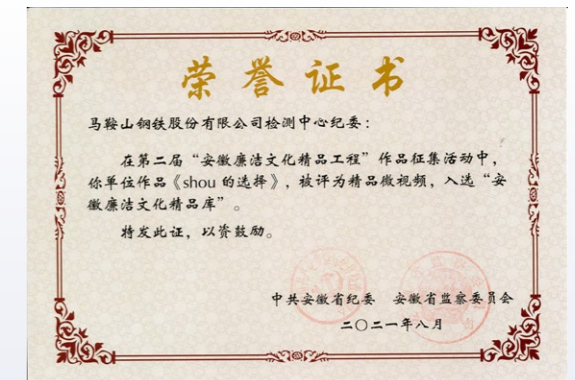 荣誉证书
马鞍山钢铁股份有限公司检测中心纪委：
在第二届“安徽廉洁文化精品工程”作品征集活动中，
你单位作品《shou 的选择》，被评为精品微视频，入选“安
徽廉洁文化精品库”。
特发此证，以资鼓励。
中共安徽省纪委 安徽省监察委员会
二〇二一年八月